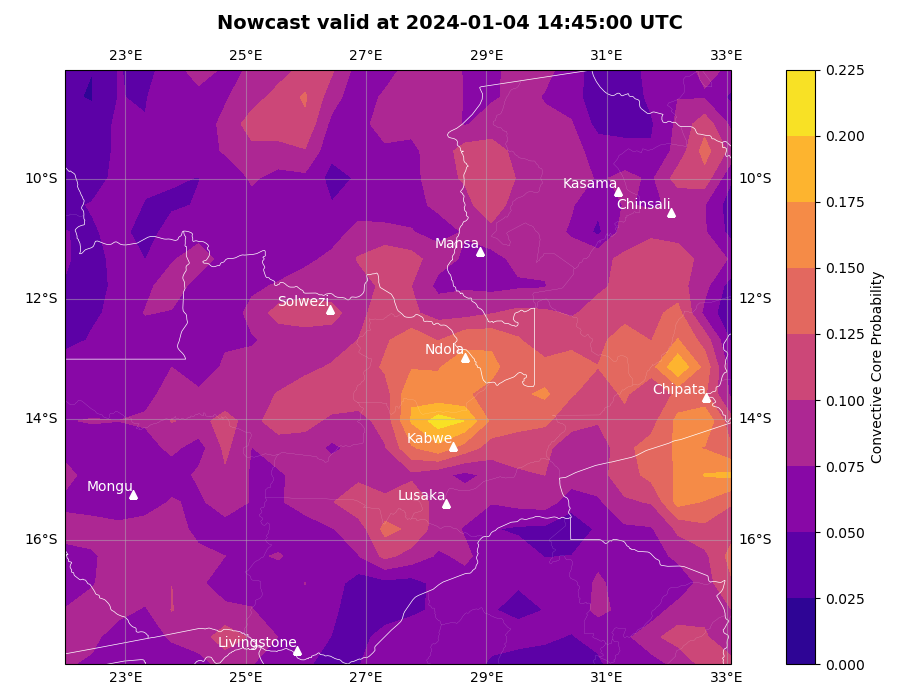 Nowcast valid at 2024-01-04 14:45:00 UTC
23°E 25°E 27°E 29°E 31°E 33°E
0.225
0.200
10°S Kasama 10°S
Chinsali
0.175
Mansa
0.150
12°S Solwezi 12°S
0.125
Ndola
Chipata
0.100
14°S 14°S
Kabwe
0.075
Mongu
Lusaka
0.050
16°S 16°S
0.025
Livingstone
0.000
23°E 25°E 27°E 29°E 31°E 33°E
Convective Core Probability